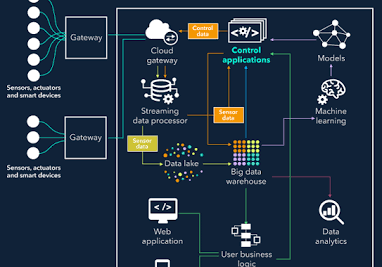 Control
data
Gateway
Cloud
gateway
Control
applications
Models
Sensors, actuators
and smart devices
Streaming
data processor
Sensor
data
Machine
learning
Gateway
Sensor
data
Data lake
Big data
warehouse
Sensors, actuators
and smart devices
Web
application
User business
logic
Data
analytics